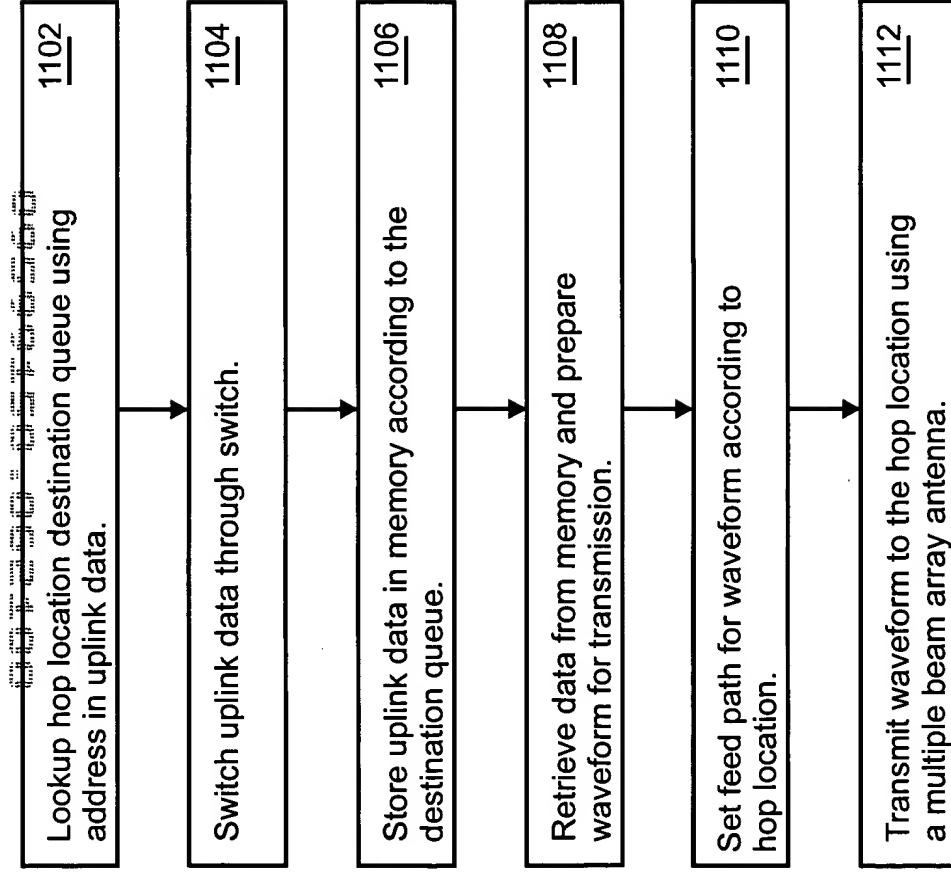 Lookup hop location destination queue using
address in uplink data.
1102
Switch uplink data through switch.
1104
Store uplink data in memory according to the
destination queue.
1106
Retrieve data from memory and prepare
waveform for transmission.
1108
Set feed path for waveform according to
hop location.
1110
Transmit waveform to the hop location using
a multiple beam array antenna.
1112